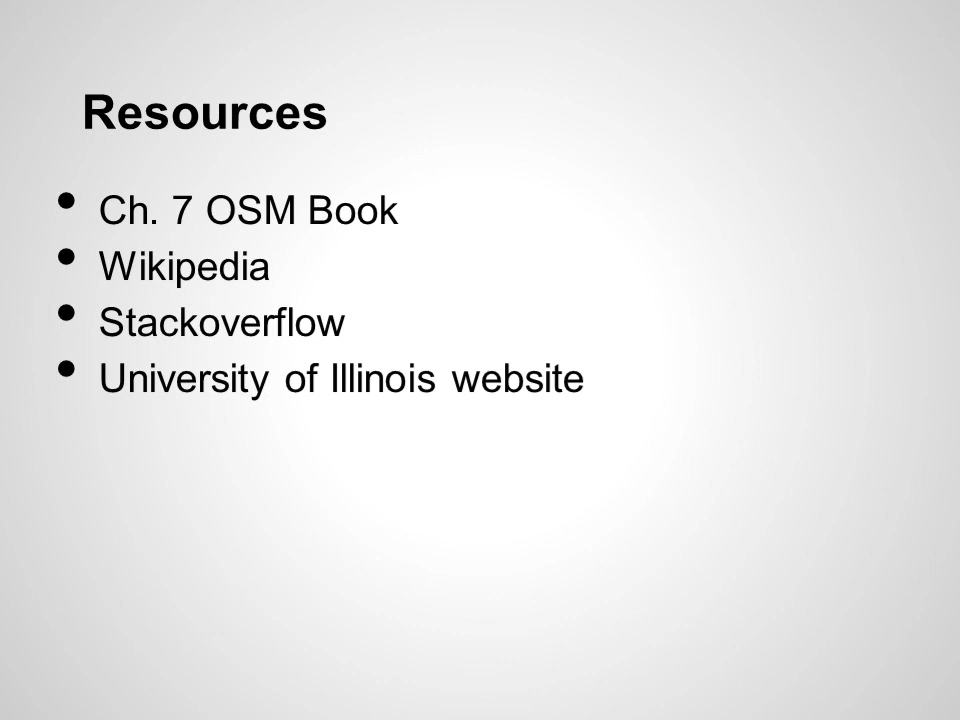 Resources
• Ch. 7 OSM Book
• Wikipedia
• Stackoverflow
• University of Illinois website